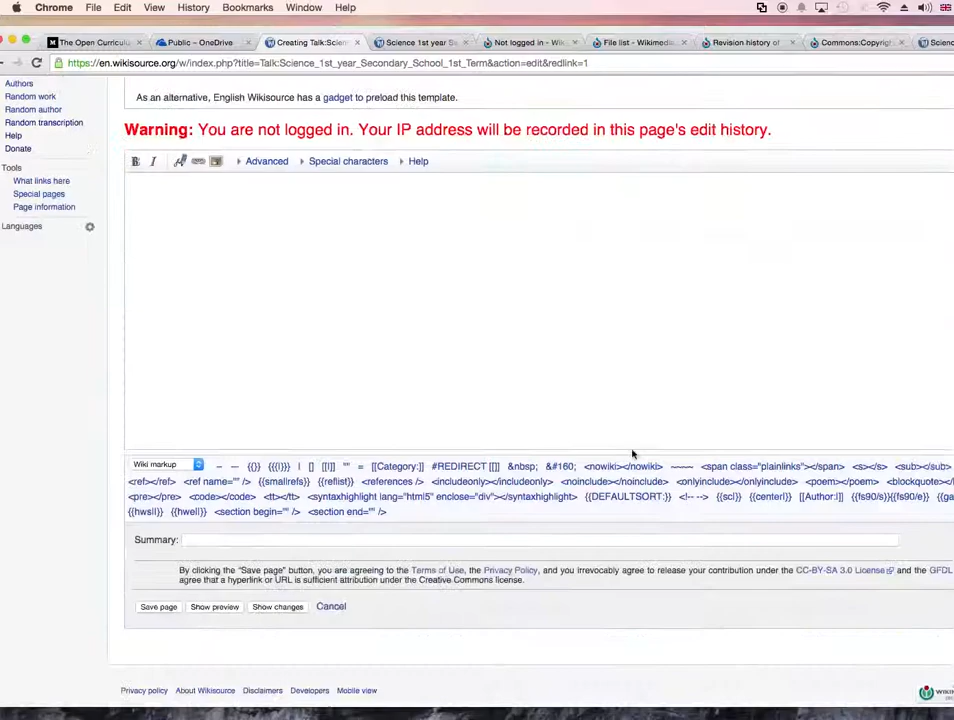 Chrome File Edit View History Bookmarks Window Help
The Open Curricul Public – OneDrive Creating Talk:Scien Science 1st year S Not logged in - Wiki File list - Wikimedi Revision history of Commons:Copyrig Scienc
https://en.wikisource.org/w/index.php?title=Talk:Science_1st_year_Secondary_School_1st_Term&action=edit&redlink=1
Authors
Random work
Random author
Random transcription
Help
Donate
Tools
What links here
Special pages
Page information
Languages
As an alternative, English Wikisource has a gadget to preload this template.
Warning: You are not logged in. Your IP address will be recorded in this page's edit history.
B I Advanced Special characters Help
Wiki markup – — {{}} {{{|}}} | [] [[|]] "" = [[Category:]] #REDIRECT [[]] &nbsp; &#160; <nowiki></nowiki> ~~~~ <span class="plainlinks"></span> <s></s> <sub></sub>
<ref></ref> <ref name="" /> {{smallrefs}} {{reflist}} <references /> <includeonly></includeonly> <noinclude></noinclude> <onlyinclude></onlyinclude> <poem></poem> <blockquote></
<pre></pre> <code></code> <tt></tt> <syntaxhighlight lang="html5" enclose="div"></syntaxhighlight> {{DEFAULTSORT:}} <!-- --> {{sc|}} {{center|}} [[Author:|]] {{fs90/s}}{{fs90/e}} {{ga
{{hws||}} {{hwe||}} <section begin="" /> <section end="" />
Summary:
By clicking the "Save page" button, you are agreeing to the Terms of Use, the Privacy Policy, and you irrevocably agree to release your contribution under the CC-BY-SA 3.0 License and the GFDL
agree that a hyperlink or URL is sufficient attribution under the Creative Commons license.
Save page Show preview Show changes Cancel
Privacy policy About Wikisource Disclaimers Developers Mobile view